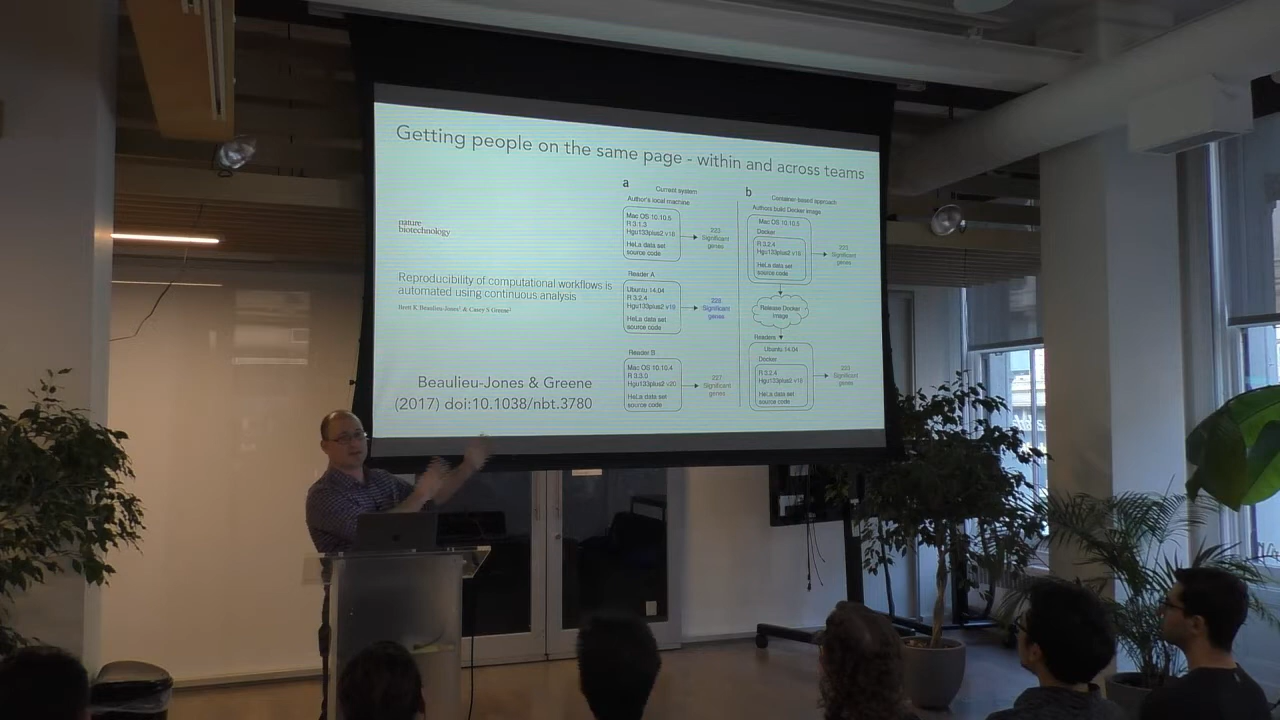 Getting people on the same page - within and across teams
nature
biotechnology
Reproducibility of computational workflows is
automated using continuous analysis
Brett K Beaulieu-Jones¹ & Casey S Greene²
Beaulieu-Jones & Greene
(2017) doi:10.1038/nbt.3780
a
Current system
Author's local machine
Mac OS 10.10.5
R 3.1.3
Hgu133plus2 v18
HeLa data set
source code
223
Significant
genes
Reader A
Ubuntu 14.04
R 3.2.4
Hgu133plus2 v19
HeLa data set
source code
Significant
genes
Reader B
Mac OS 10.10.4
R 3.3.0
Hgu133plus2 v20
HeLa data set
source code
227
Significant
genes
b
Container based approach
Authors build Docker image
Mac OS 10.10.5
Docker
R 3.2.4
Hgu133plus2
HeLa data set
source code
Significant
genes
Release Docker
image
Readers
Ubuntu 14.04
Docker
R 3.2.4
Hgu133plus2
HeLa data set
source code
Significant
genes